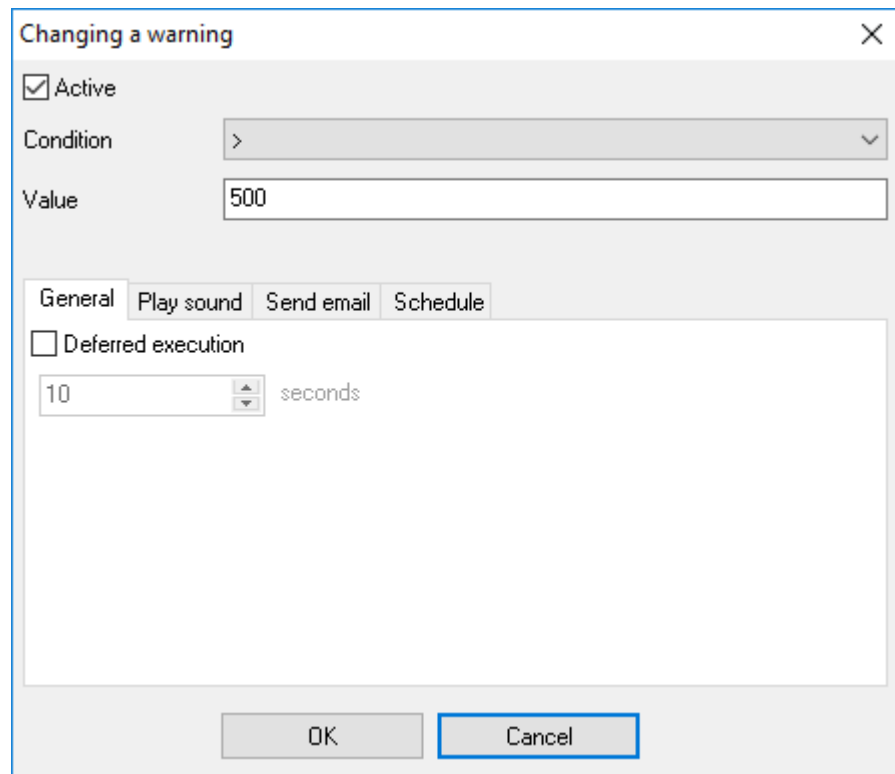 Changing a warning
Active
Condition >
Value 500
General Play sound Send email Schedule
Deferred execution
10 seconds
OK Cancel